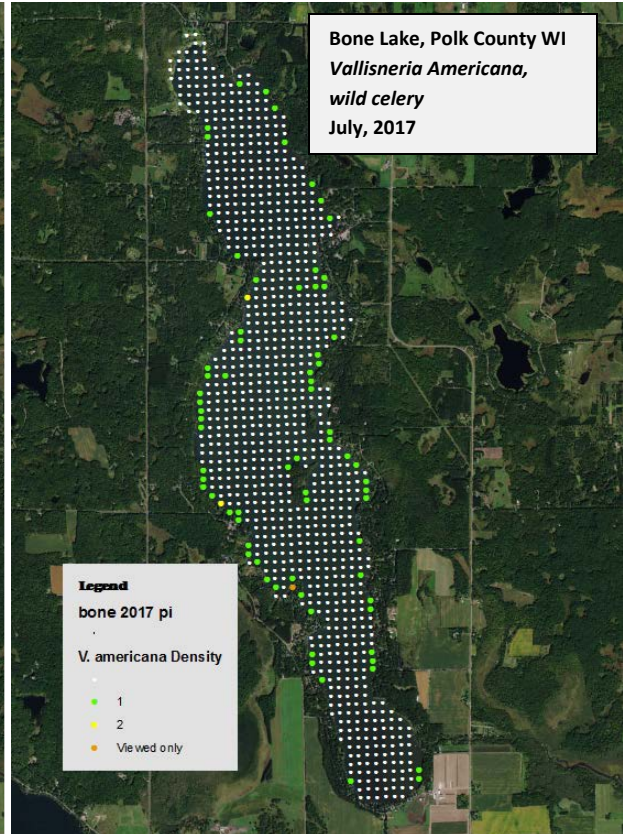 Bone Lake, Polk County WI
Vallisneria Americana,
wild celery
July, 2017
Legend
bone 2017 pi
V. americana Density
1
2
Viewed only